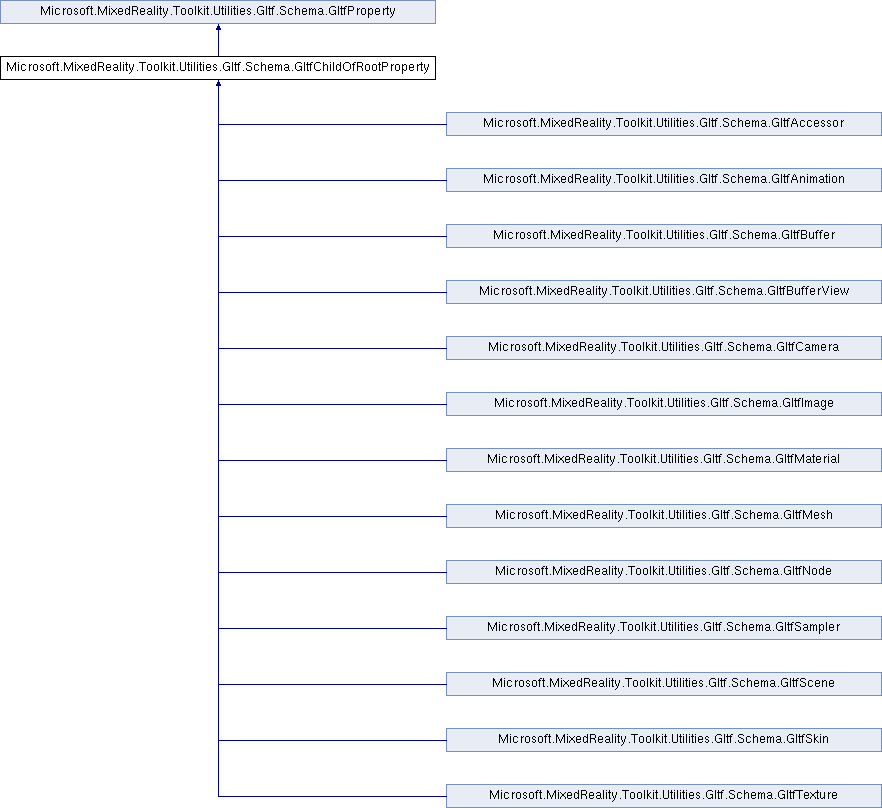 Microsoft.MixedReality.Toolkit.Utilities.Gltf.Schema.GltfProperty
Microsoft.MixedReality.Toolkit.Utilities.Gltf.Schema.GltfChildOfRootProperty
Microsoft.MixedReality.Toolkit.Utilities.Gltf.Schema.GltfAccessor
Microsoft.MixedReality.Toolkit.Utilities.Gltf.Schema.GltfAnimation
Microsoft.MixedReality.Toolkit.Utilities.Gltf.Schema.GltfBuffer
Microsoft.MixedReality.Toolkit.Utilities.Gltf.Schema.GltfBufferView
Microsoft.MixedReality.Toolkit.Utilities.Gltf.Schema.GltfCamera
Microsoft.MixedReality.Toolkit.Utilities.Gltf.Schema.GltfImage
Microsoft.MixedReality.Toolkit.Utilities.Gltf.Schema.GltfMaterial
Microsoft.MixedReality.Toolkit.Utilities.Gltf.Schema.GltfMesh
Microsoft.MixedReality.Toolkit.Utilities.Gltf.Schema.GltfNode
Microsoft.MixedReality.Toolkit.Utilities.Gltf.Schema.GltfSampler
Microsoft.MixedReality.Toolkit.Utilities.Gltf.Schema.GltfScene
Microsoft.MixedReality.Toolkit.Utilities.Gltf.Schema.GltfSkin
Microsoft.MixedReality.Toolkit.Utilities.Gltf.Schema.GltfTexture